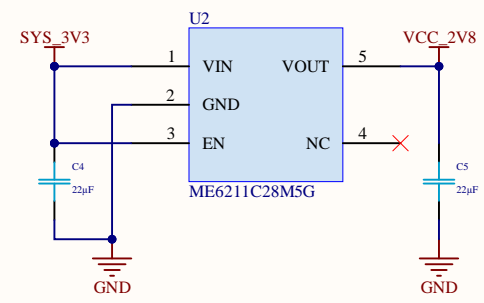 U2
SYS_3V3
VCC_2V8
1
VIN
VOUT
5
2
GND
3
EN
NC
4
C4
22μF
C5
22μF
ME6211C28M5G
GND
GND